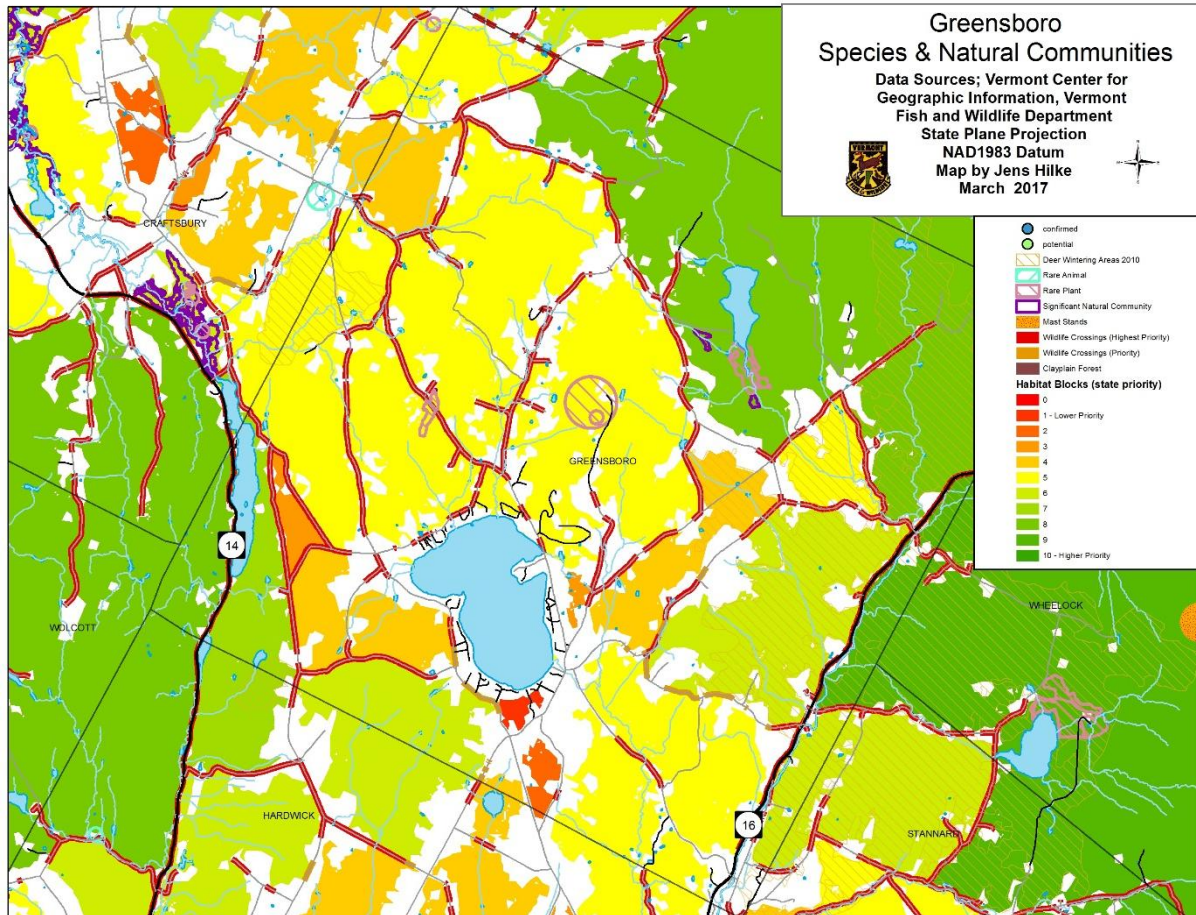 Greensboro
Species & Natural Communities
Data Sources; Vermont Center for
Geographic Information, Vermont
Fish and Wildlife Department
State Plane Projection
NAD1983 Datum
Map by Jens Hilke
March 2017
VERMONT
confirmed
potential
Deer Wintering Areas 2010
Rare Animal
Rare Plant
Significant Natural Community
Mast Stands
Wildlife Crossings (Highest Priority)
Wildlife Crossings (Priority)
Clayplain Forest
Habitat Blocks (state priority)
0
1 - Lower Priority
2
3
4
5
6
7
8
9
10 - Higher Priority
CRAFTSBURY
GREENSBORO
14
WHEELOCK
WOLCOTT
HARDWICK
16
STANNARD